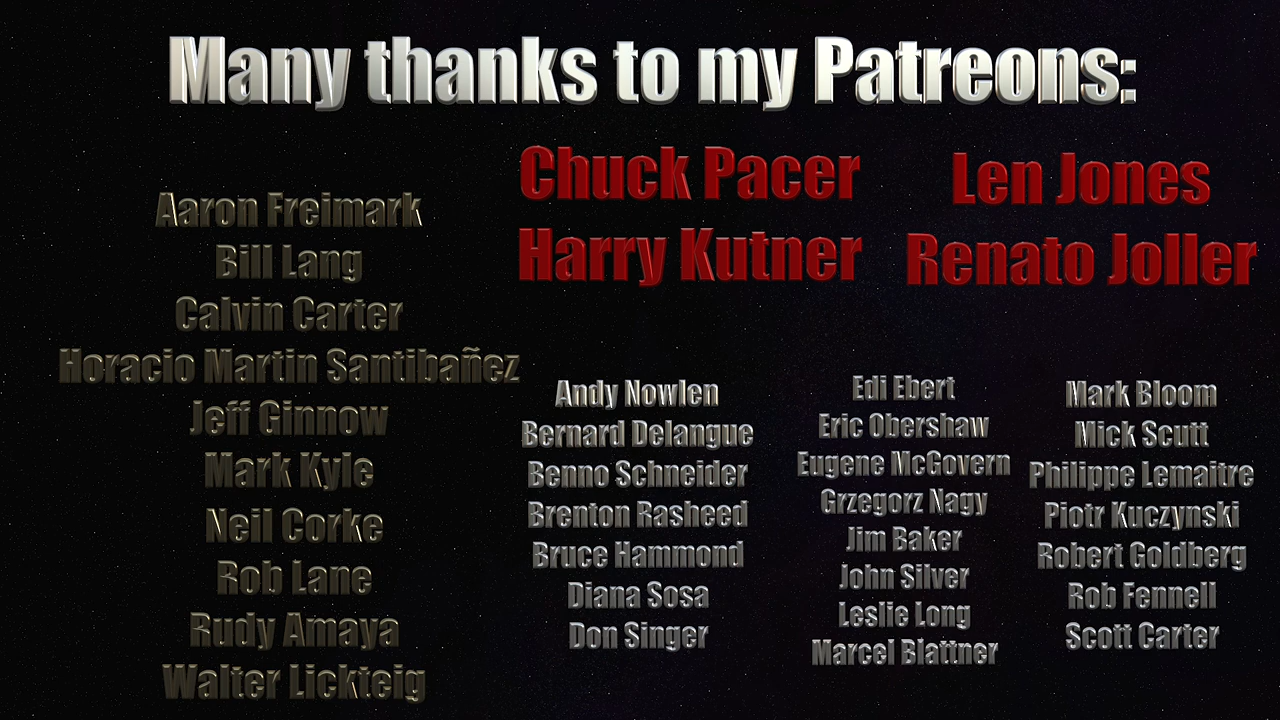 Many thanks to my Patreons:
Chuck Pacer
Len Jones
Harry Kutner
Renato Joller
Aaron Freimark
Bill Lang
Calvin Carter
Horacio Martin Santibañez
Jeff Ginnow
Mark Kyle
Neil Corke
Rob Lane
Rudy Amaya
Walter Lickteig
Andy Nowlen
Bernard Delangue
Benno Schneider
Brenton Rasheed
Bruce Hammond
Diana Sosa
Don Singer
Edi Ebert
Eric Obershaw
Eugene McGovern
Grzegorz Nagy
Jim Baker
John Silver
Leslie Long
Marcel Blattner
Mark Bloom
Mick Scutt
Philippe Lemaitre
Piotr Kuczynski
Robert Goldberg
Rob Fennell
Scott Carter